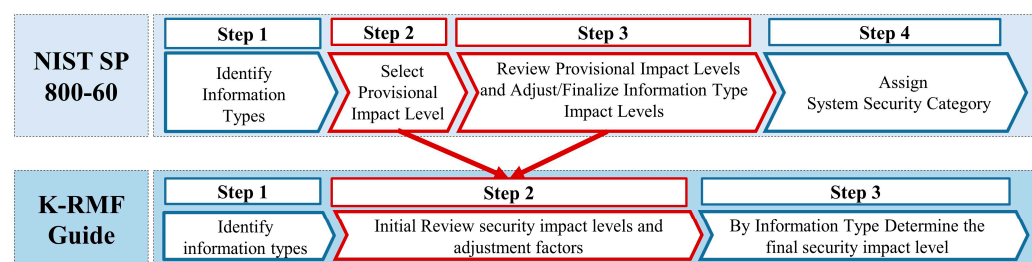 NIST SP
800-60
Step 1
Identify
Information
Types
Step 2
Select
Provisional
Impact Level
Step 3
Review Provisional Impact Levels
and Adjust/Finalize Information Type
Impact Levels
Step 4
Assign
System Security Category
K-RMF
Guide
Step 1
Identify
information types
Step 2
Initial Review security impact levels and
adjustment factors
Step 3
By Information Type Determine the
final security impact level